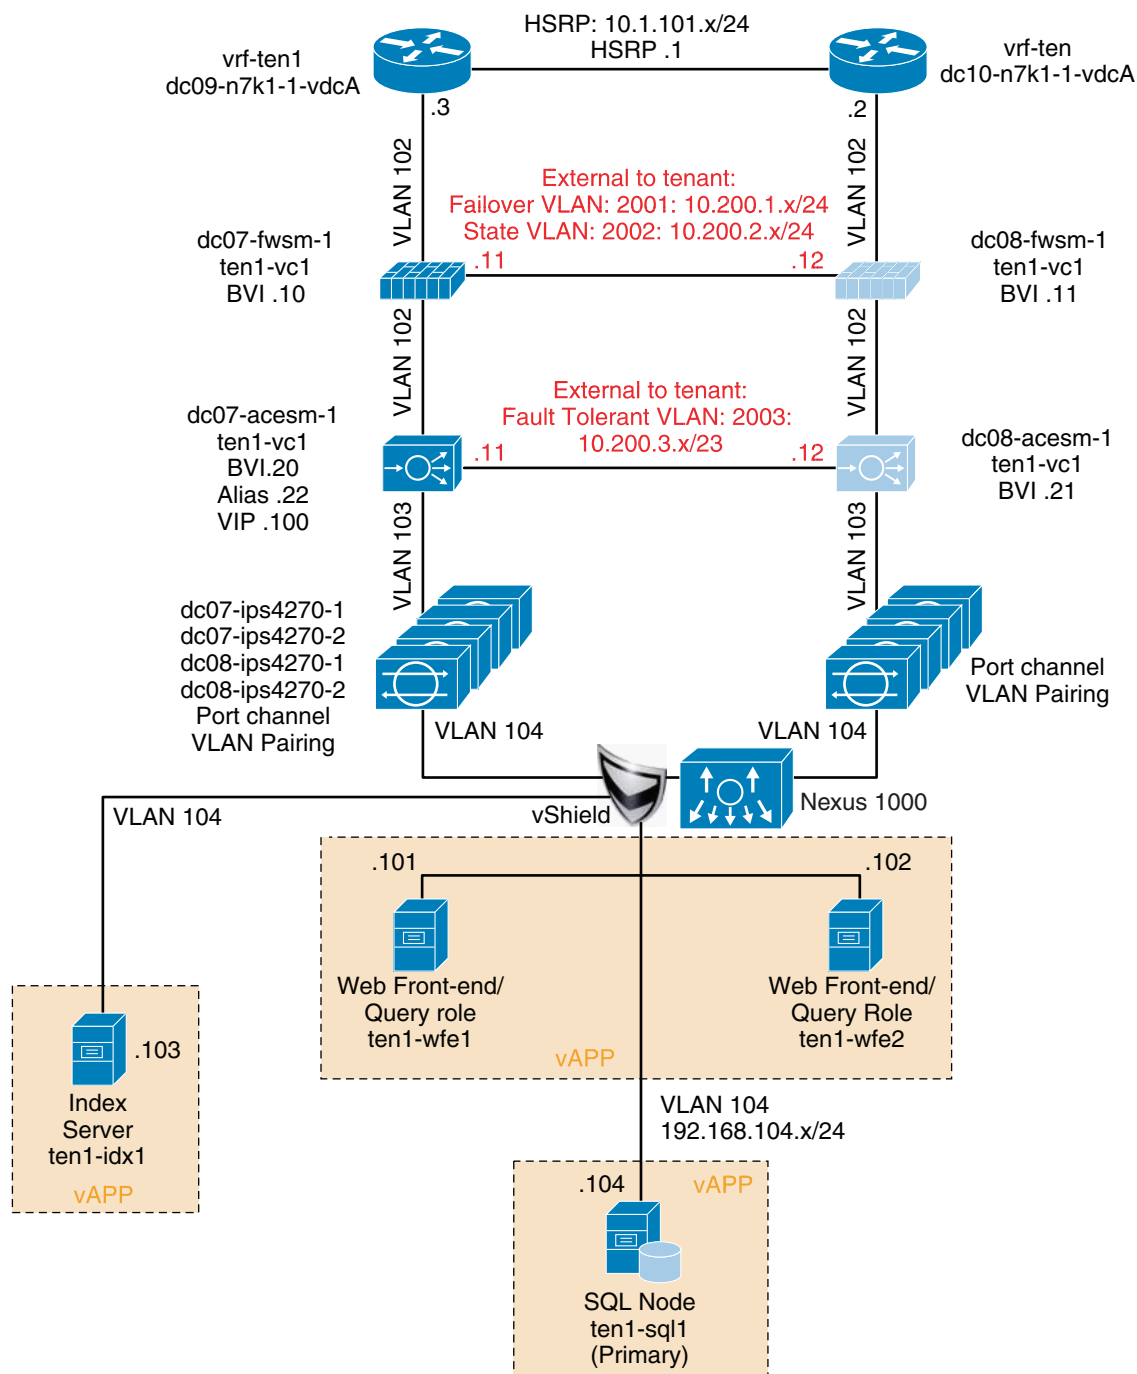 HSRP: 10.1.101.x/24
HSRP .1
vrf-ten1
dc09-n7k1-1-vdcA
vrf-ten
dc10-n7k1-1-vdcA
.3
.2
VLAN 102
VLAN 102
External to tenant:
Failover VLAN: 2001: 10.200.1.x/24
State VLAN: 2002: 10.200.2.x/24
dc07-fwsm-1
ten1-vc1
BVI .10
.11
.12
dc08-fwsm-1
ten1-vc1
BVI .11
VLAN 102
VLAN 102
External to tenant:
Fault Tolerant VLAN: 2003:
10.200.3.x/23
dc07-acesm-1
ten1-vc1
BVI.20
Alias .22
VIP .100
.11
.12
dc08-acesm-1
ten1-vc1
BVI .21
VLAN 103
VLAN 103
dc07-ips4270-1
dc07-ips4270-2
dc08-ips4270-1
dc08-ips4270-2
Port channel
VLAN Pairing
Port channel
VLAN Pairing
VLAN 104
VLAN 104
VLAN 104
vShield
Nexus 1000
.101
.102
Web Front-end/
Query role
ten1-wfe1
Web Front-end/
Query Role
ten1-wfe2
vAPP
.103
Index
Server
ten1-idx1
vAPP
VLAN 104
192.168.104.x/24
.104
vAPP
SQL Node
ten1-sql1
(Primary)